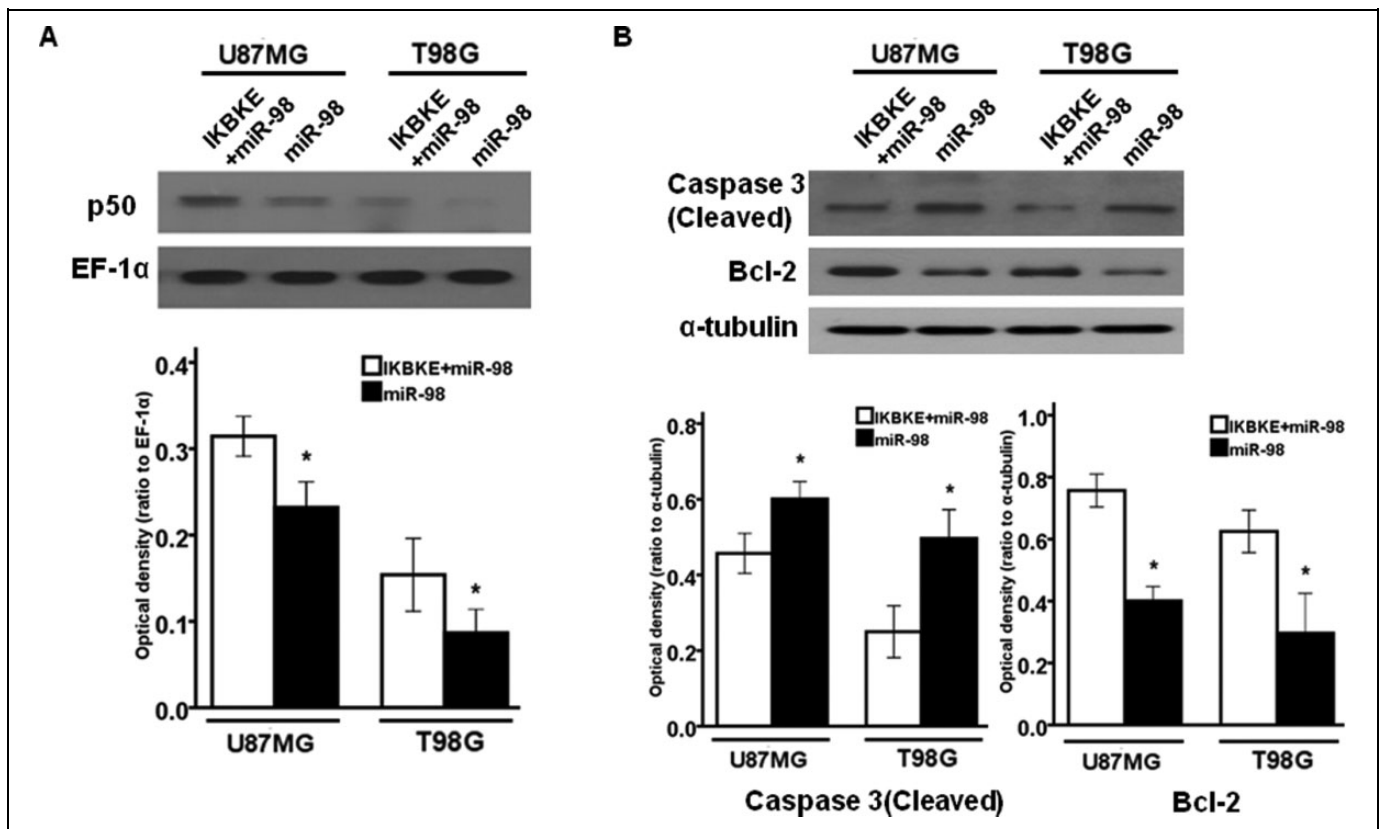 A
U87MG
T98G
IKBKE
+miR-98
miR-98
IKBKE
+miR-98
miR-98
p50
EF-1α
Optical density (ratio to EF-1α)
0.4
0.3
0.2
0.1
0.0
IKBKE+miR-98
miR-98
*
*
U87MG
T98G
B
U87MG
T98G
IKBKE
+miR-98
miR-98
IKBKE
+miR-98
miR-98
Caspase 3
(Cleaved)
Bcl-2
α-tubulin
Optical density (ratio to α-tubulin)
0.8
0.6
0.4
0.2
0.0
IKBKE+miR-98
miR-98
*
*
U87MG
T98G
Caspase 3(Cleaved)
Optical density (ratio to α-tubulin)
1.0
0.8
0.6
0.4
0.2
0.0
IKBKE+miR-98
miR-98
*
*
U87MG
T98G
Bcl-2